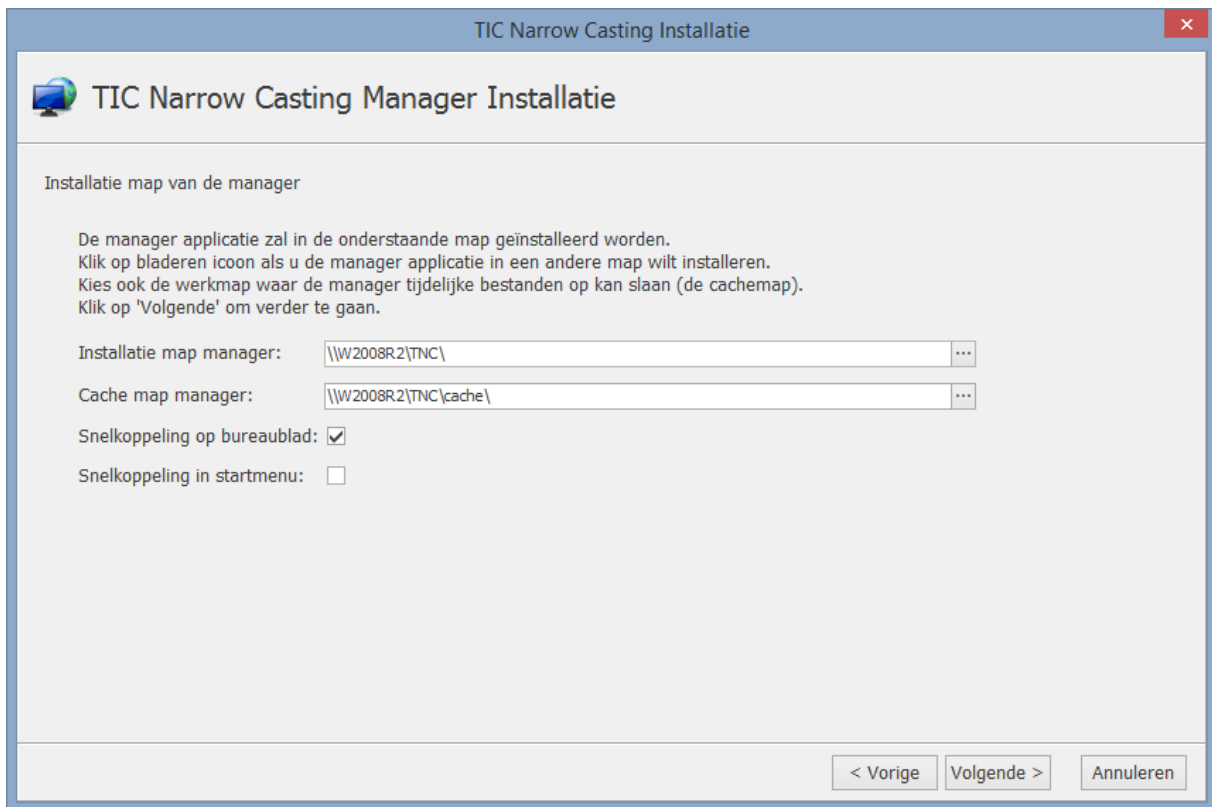 TIC Narrow Casting Installatie
TIC Narrow Casting Manager Installatie
Installatie map van de manager
De manager applicatie zal in de onderstaande map geïnstalleerd worden.
Klik op bladeren icoon als u de manager applicatie in een andere map wilt installeren.
Kies ook de werkmap waar de manager tijdelijke bestanden op kan slaan (de cachemap).
Klik op 'Volgende' om verder te gaan.
Installatie map manager: \\W2008R2\TNC\ ...
Cache map manager: \\W2008R2\TNC\cache\ ...
Snelkoppeling op bureaublad:
Snelkoppeling in startmenu:
< Vorige Volgende > Annuleren